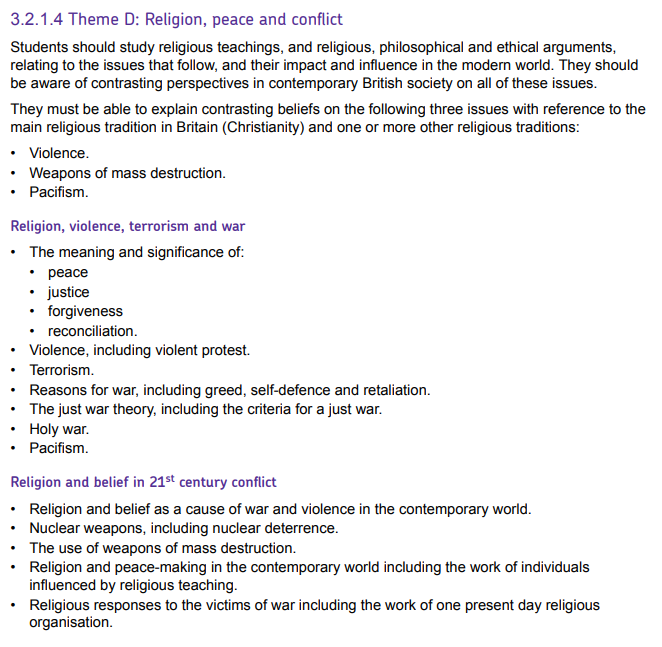 3.2.1.4 Theme D: Religion, peace and conflict
Students should study religious teachings, and religious, philosophical and ethical arguments,
relating to the issues that follow, and their impact and influence in the modern world. They should
be aware of contrasting perspectives in contemporary British society on all of these issues.
They must be able to explain contrasting beliefs on the following three issues with reference to the
main religious tradition in Britain (Christianity) and one or more other religious traditions:
• Violence.
• Weapons of mass destruction.
• Pacifism.
Religion, violence, terrorism and war
• The meaning and significance of:
• peace
• justice
• forgiveness
• reconciliation.
• Violence, including violent protest.
• Terrorism.
• Reasons for war, including greed, self-defence and retaliation.
• The just war theory, including the criteria for a just war.
• Holy war.
• Pacifism.
Religion and belief in 21st century conflict
• Religion and belief as a cause of war and violence in the contemporary world.
• Nuclear weapons, including nuclear deterrence.
• The use of weapons of mass destruction.
• Religion and peace-making in the contemporary world including the work of individuals
influenced by religious teaching.
• Religious responses to the victims of war including the work of one present day religious
organisation.